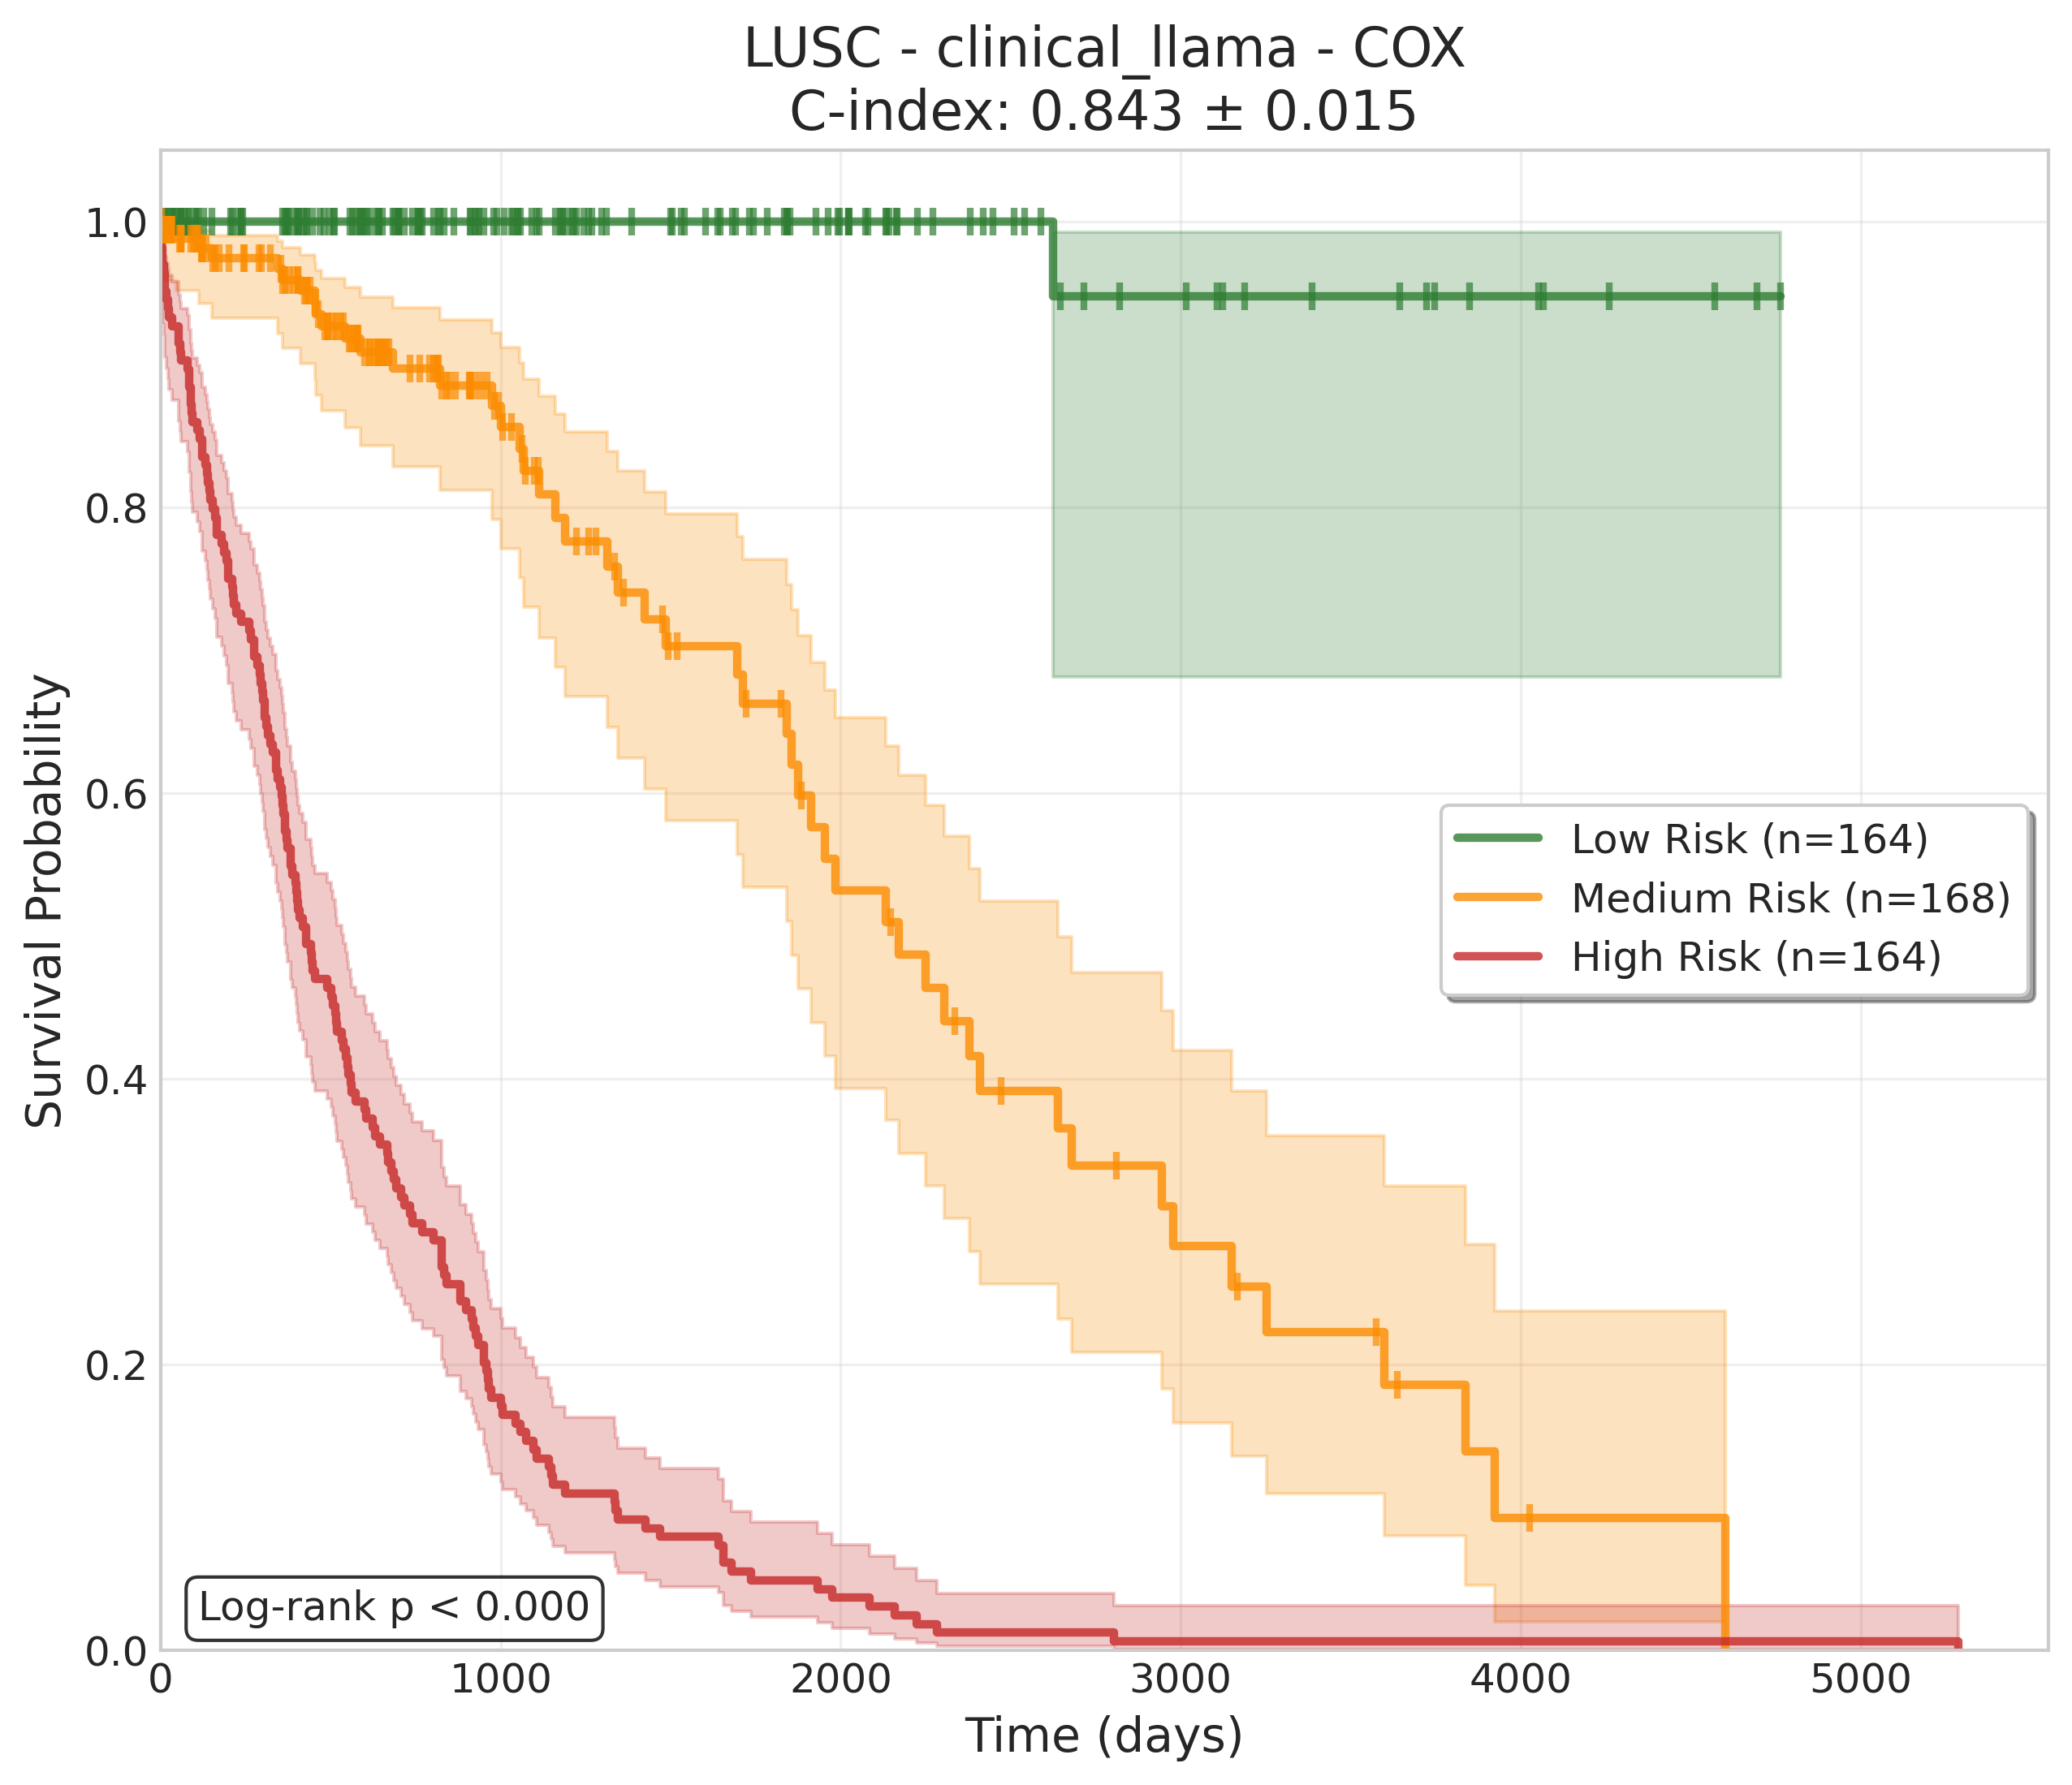 LUSC - clinical_llama - COX
C-index: 0.843 ± 0.015
Survival Probability
1.0
0.8
0.6
0.4
0.2
0.0
Low Risk (n=164)
Medium Risk (n=168)
High Risk (n=164)
Log-rank p < 0.000
0 1000 2000 3000 4000 5000
Time (days)